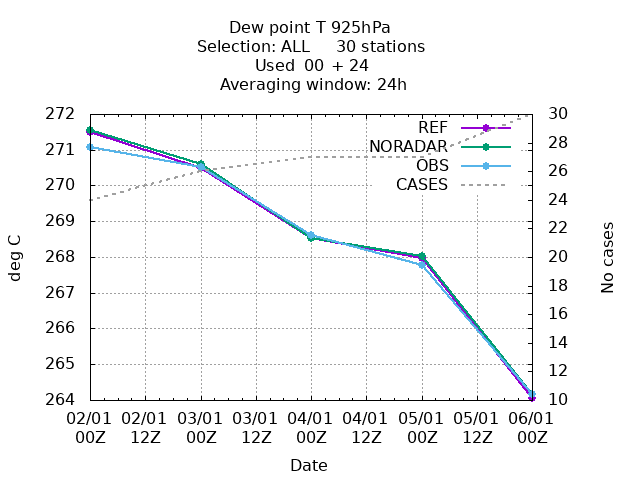 Dew point T 925hPa
Selection: ALL     30 stations
Used  00 + 24
Averaging window: 24h
272
271
270
269
268
267
266
265
264
deg C
30
28
26
24
22
20
18
16
14
12
10
No cases
REF
NORADAR
OBS
CASES
02/01 02/01 03/01 03/01 04/01 04/01 05/01 05/01 06/01
00Z 12Z 00Z 12Z 00Z 12Z 00Z 12Z 00Z
Date